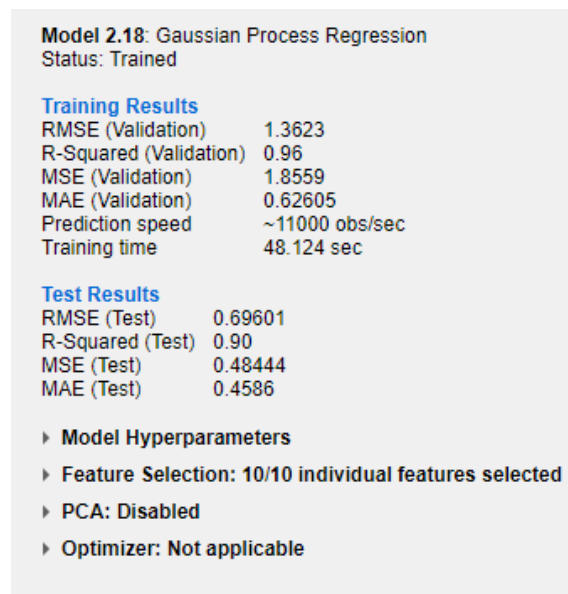 Model 2.18: Gaussian Process Regression
Status: Trained
Training Results
RMSE (Validation) 1.3623
R-Squared (Validation) 0.96
MSE (Validation) 1.8559
MAE (Validation) 0.62605
Prediction speed ~11000 obs/sec
Training time 48.124 sec
Test Results
RMSE (Test) 0.69601
R-Squared (Test) 0.90
MSE (Test) 0.48444
MAE (Test) 0.4586
Model Hyperparameters
Feature Selection: 10/10 individual features selected
PCA: Disabled
Optimizer: Not applicable